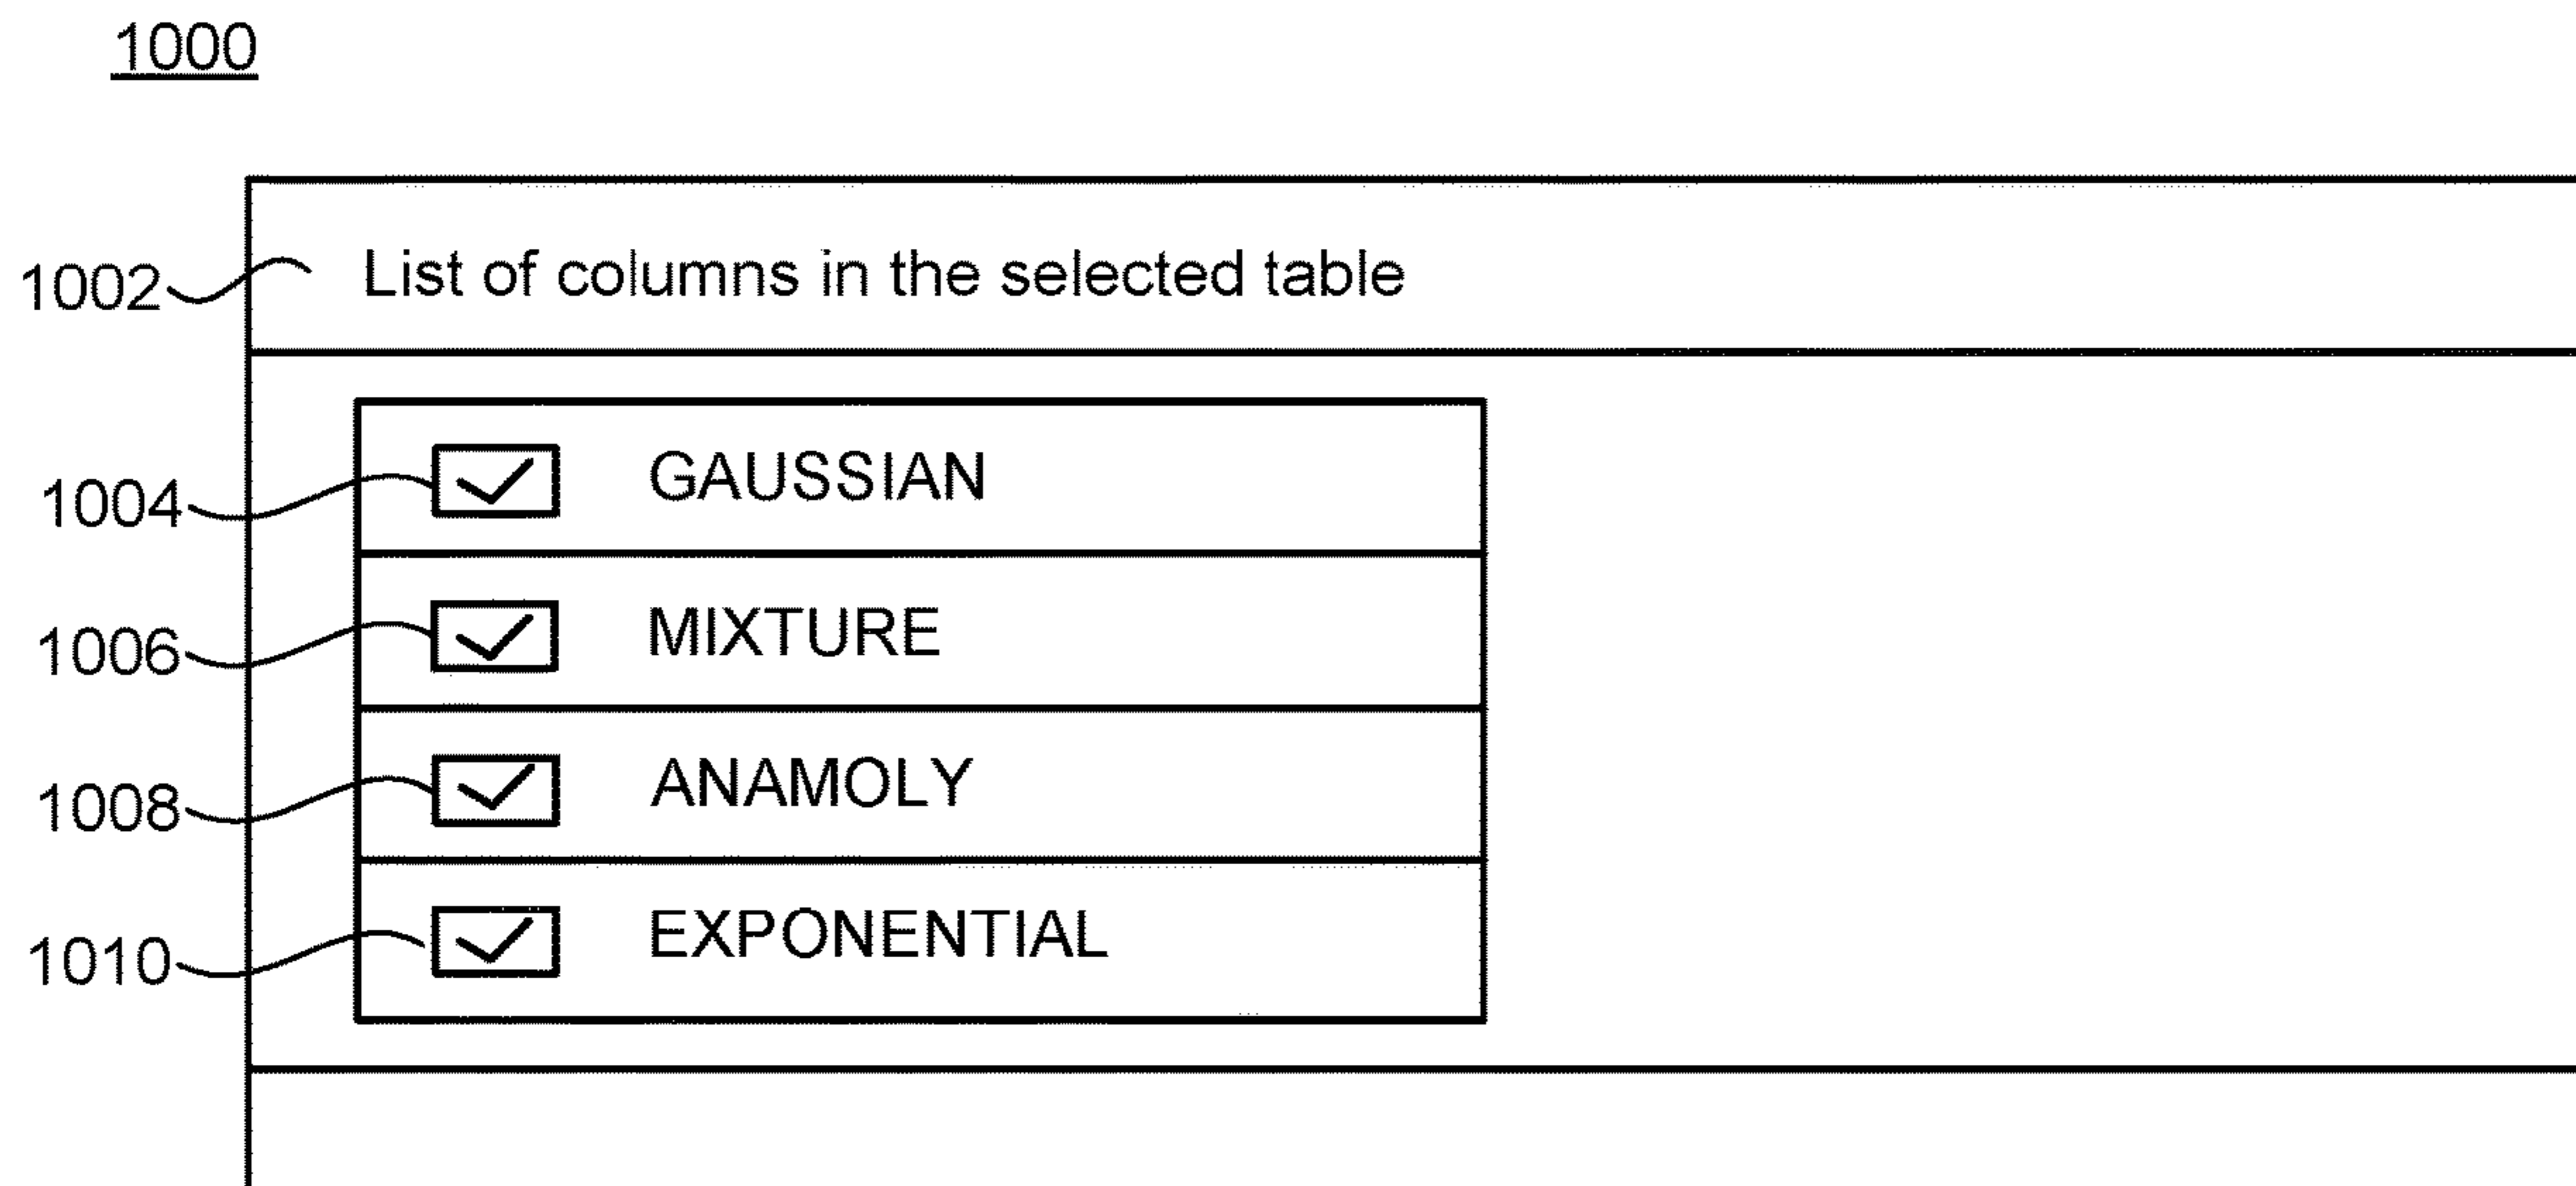 1000
1002 List of columns in the selected table
1004 GAUSSIAN
1006 MIXTURE
1008 ANAMOLY
1010 EXPONENTIAL